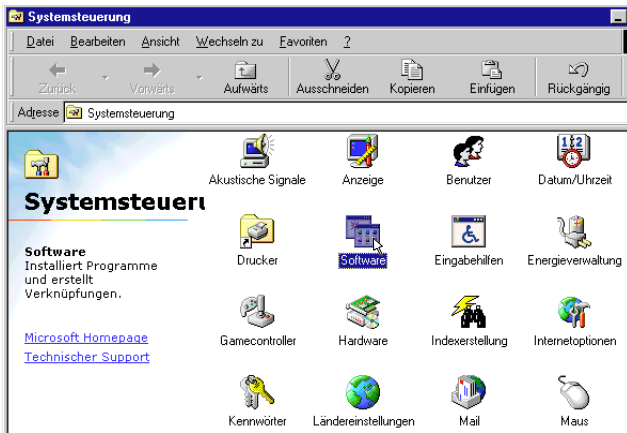 Systemsteuerung
Datei Bearbeiten Ansicht Wechseln zu Favoriten ?
Zurück Vorwärts Aufwärts Ausschneiden Kopieren Einfügen Rückgängig
Adresse Systemsteuerung
Akustische Signale Anzeige Benutzer Datum/Uhrzeit
Systemsteueru
Software
Installiert Programme
und erstellt
Verknüpfungen.
Drucker Software Eingabehilfen Energieverwaltung
Microsoft Homepage
Technischer Support
Gamecontroller Hardware Indexerstellung Internetoptionen
Kennwörter Ländereinstellungen Mail Maus